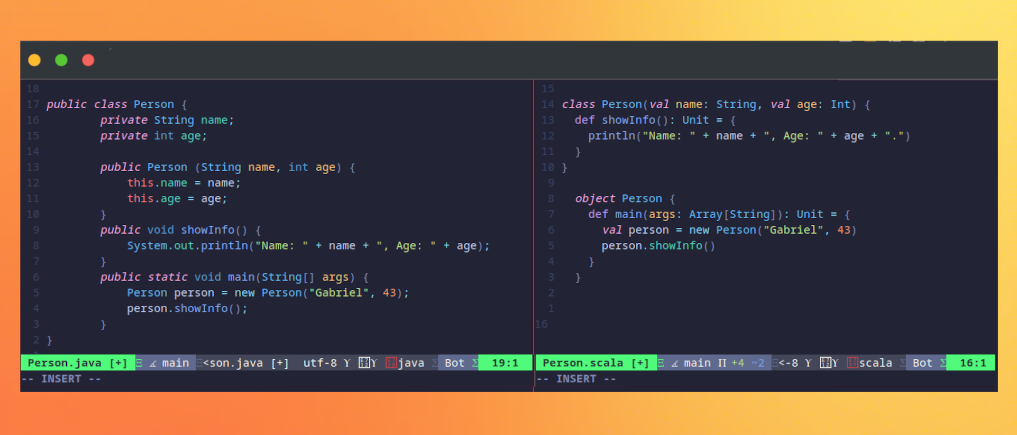 18
17 public class Person {
16 private String name;
15 private int age;
14
13 public Person (String name, int age) {
12 this.name = name;
11 this.age = age;
10 }
9 public void showInfo() {
8 System.out.println("Name: " + name + ", Age: " + age);
7 }
6 public static void main(String[] args) {
5 Person person = new Person("Gabriel", 43);
4 person.showInfo();
3 }
2 }
Person.java [+] main <son.java [+] utf-8 java Bot 19:1
-- INSERT --
15
14 class Person(val name: String, val age: Int) {
13 def showInfo(): Unit = {
12 println("Name: " + name + ", Age: " + age + ".")
11 }
10 }
9
8 object Person {
7 def main(args: Array[String]): Unit = {
6 val person = new Person("Gabriel", 43)
5 person.showInfo()
4 }
3 }
2
1
16
Person.scala [+] main +4 ~2 <-8 scala Bot 16:1
-- INSERT --